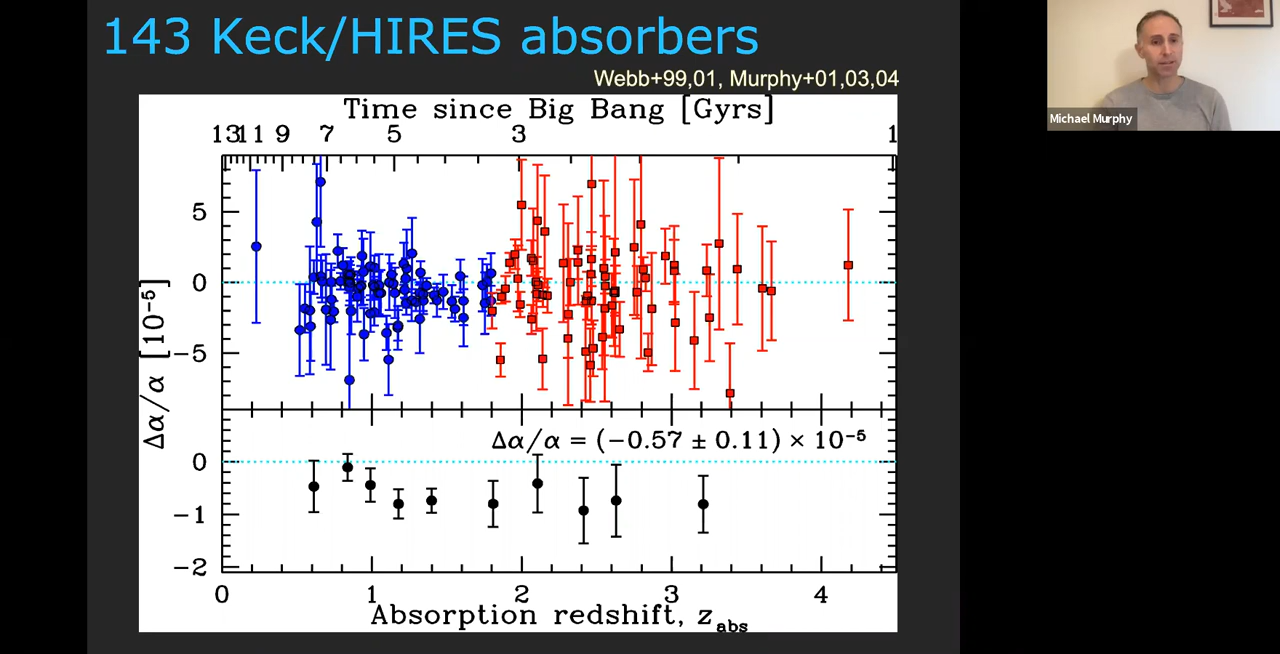 143 Keck/HIRES absorbers
Webb+99,01, Murphy+01,03,04
Michael Murphy
Time since Big Bang [Gyrs]
13 11 9 7 5 3 1
5
0
−5
Δα/α [10⁻⁵]
Δα/α = (−0.57 ± 0.11) × 10⁻⁵
0
−1
−2
0 1 2 3 4
Absorption redshift, z_abs